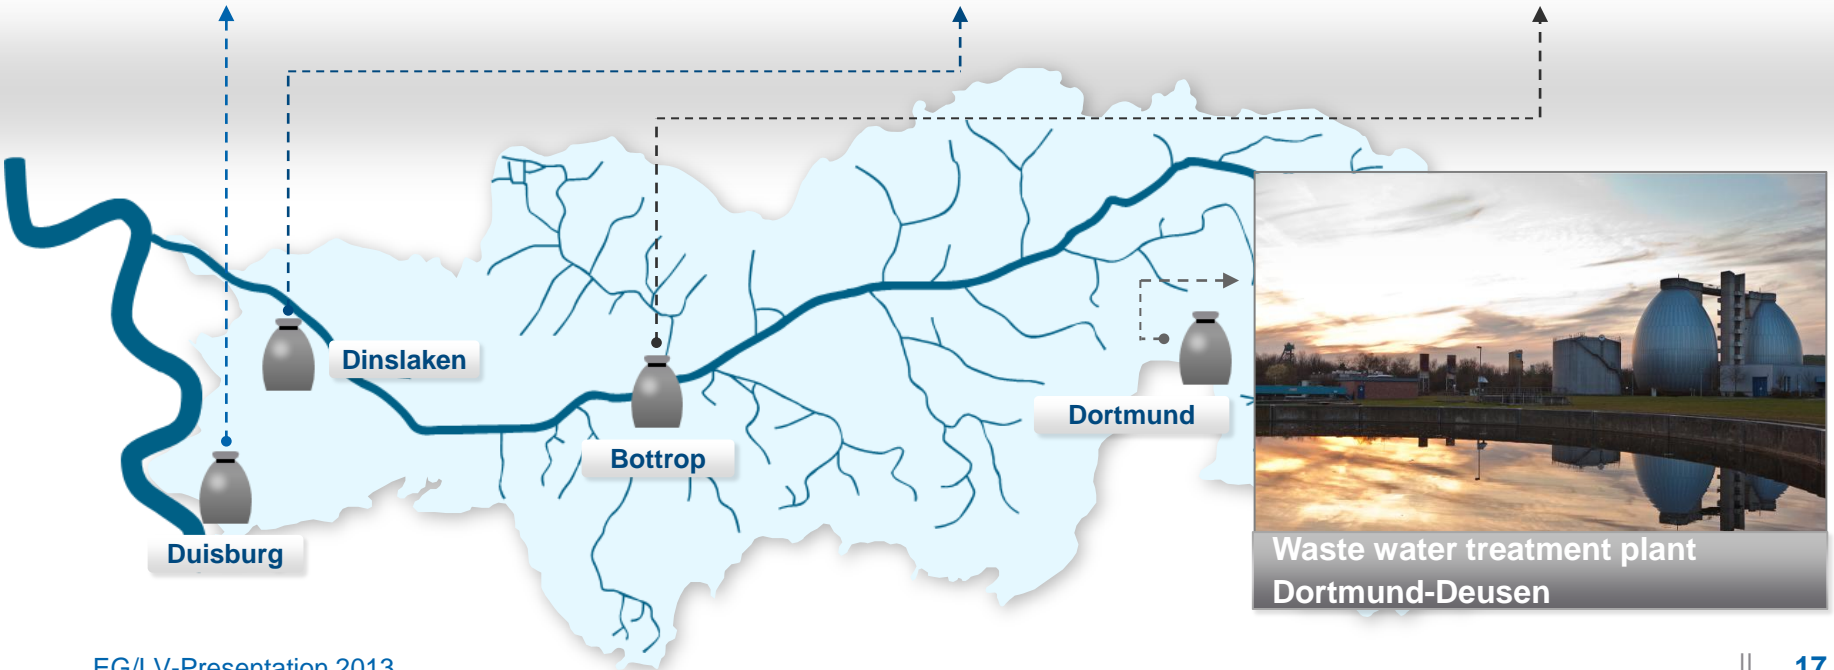 Dinslaken
Dortmund
Bottrop
Duisburg
Waste water treatment plant
Dortmund-Deusen
EG/LV-Presentation 2013
17